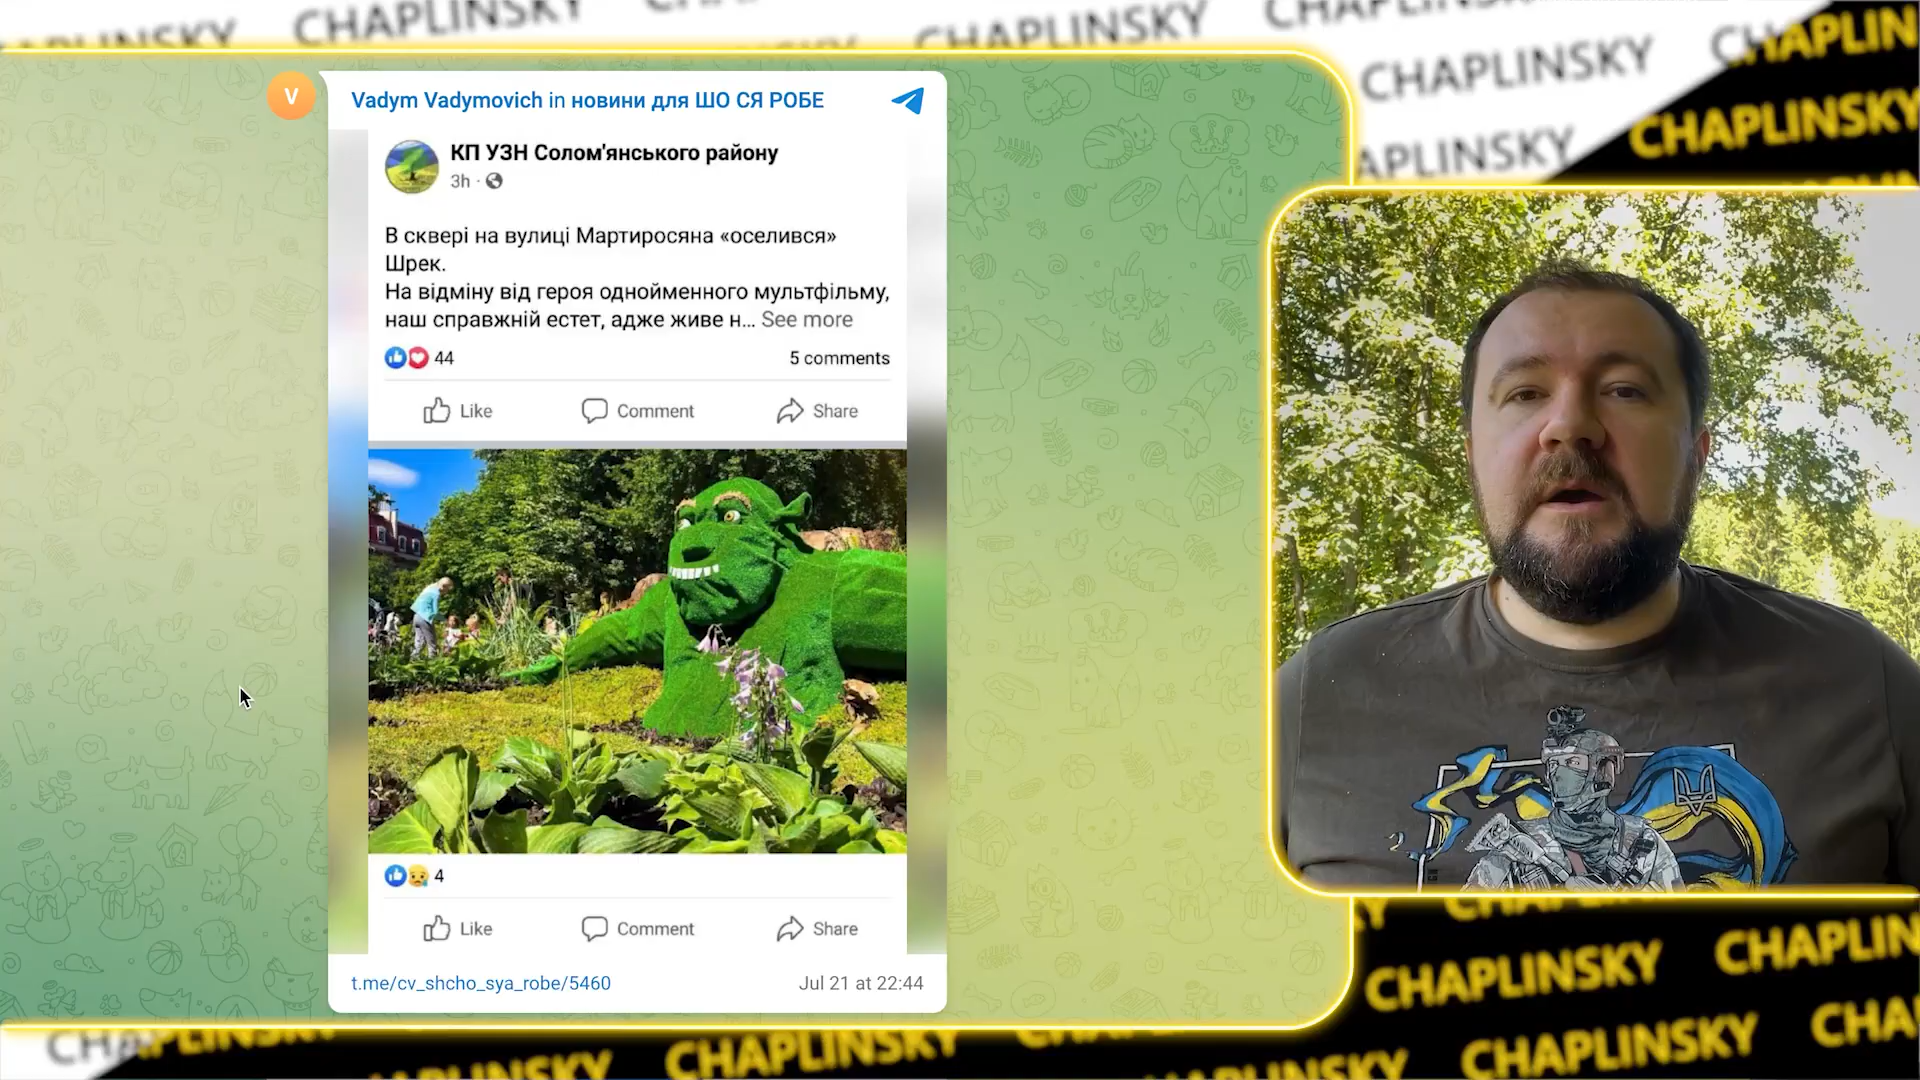 CHAPLINSKY
CHAPLINSKY
CHAPLINSKY
CHAPLINSKY
CHAPLINSKY
V
Vadym Vadymovich in новини для ШО СЯ РОБЕ
КП УЗН Солом'янського району
3h
В сквері на вулиці Мартиросяна «оселився»
Шрек.
На відміну від героя однойменного мультфільму,
наш справжній естет, адже живе н... See more
44
5 comments
Like
Comment
Share
4
Like
Comment
Share
t.me/cv_shcho_sya_robe/5460
Jul 21 at 22:44
CHAPLINSKY
CHAPLINSKY
CHAPLINSKY